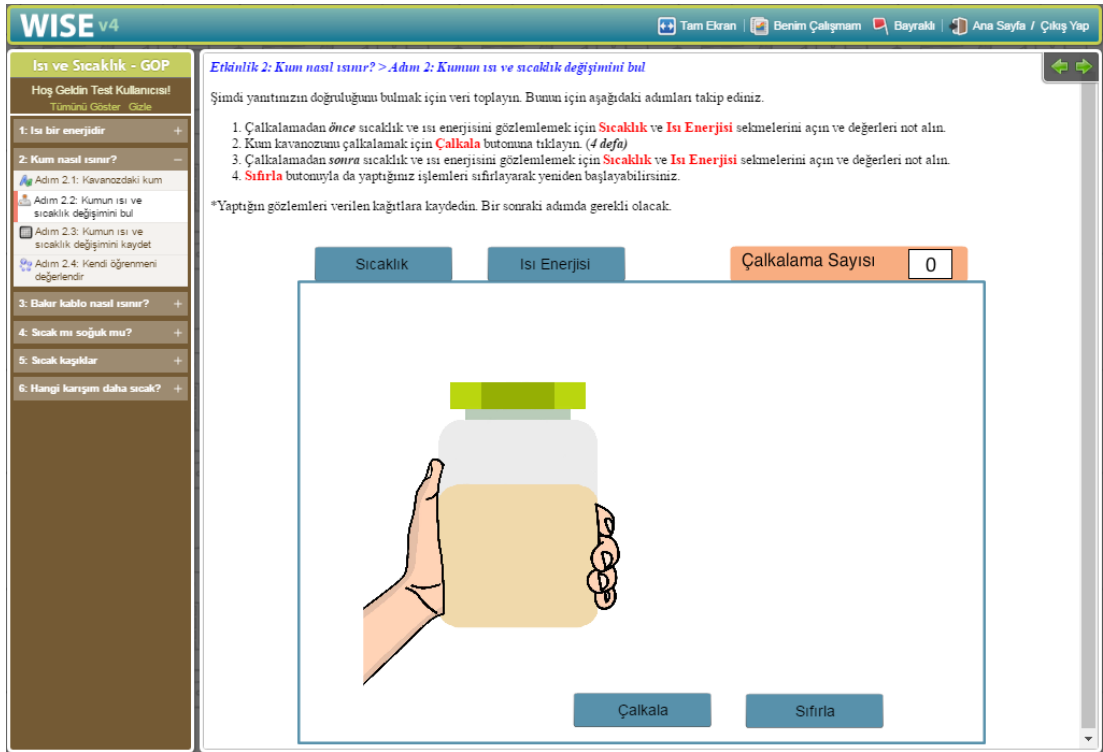 WISE v4
Tam Ekran | Benim Çalışmam Bayraklı | Ana Sayfa / Çıkış Yap
Isı ve Sıcaklık - GOP
Hoş Geldin Test Kullanıcısı!
Tümünü Göster Gizle
1: Isı bir enerjidir +
2: Kum nasıl ısınır? –
Adım 2.1: Kavanozdaki kum
Adım 2.2: Kumun ısı ve
sıcaklık değişimini bul
Adım 2.3: Kumun ısı ve
sıcaklık değişimini kaydet
Adım 2.4: Kendi öğrenmeni
değerlendir
3: Bakır kablo nasıl ısınır? +
4: Sıcak mı soğuk mu? +
5: Sıcak kaşıklar +
6: Hangi karışım daha sıcak? +
Etkinlik 2: Kum nasıl ısınır? > Adım 2: Kumun ısı ve sıcaklık değişimini bul
Şimdi yanıtınızın doğruluğunu bulmak için veri toplayın. Bunun için aşağıdaki adımları takip ediniz.
1. Çalkalamadan önce sıcaklık ve ısı enerjisini gözlemlemek için Sıcaklık ve Isı Enerjisi sekmelerini açın ve değerleri not alın.
2. Kum kavanozunu çalkalamak için Çalkala butonuna tıklayın. (4 defa)
3. Çalkalamadan sonra sıcaklık ve ısı enerjisini gözlemlemek için Sıcaklık ve Isı Enerjisi sekmelerini açın ve değerleri not alın.
4. Sıfırla butonuyla da yaptığınız işlemleri sıfırlayarak yeniden başlayabilirsiniz.
*Yaptığın gözlemleri verilen kağıtlara kaydedin. Bir sonraki adımda gerekli olacak.
Sıcaklık
Isı Enerjisi
Çalkalama Sayısı 0
Çalkala
Sıfırla